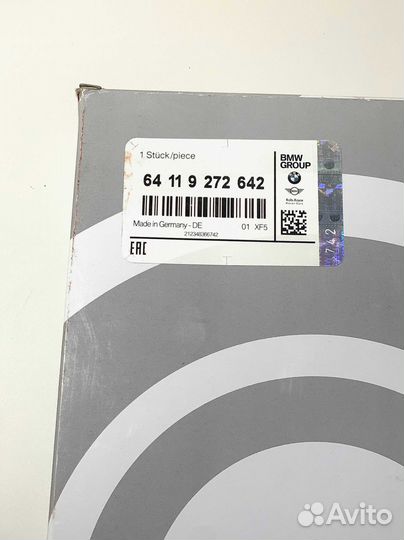 1 Stück/piece
64 11 9 272 642
Made in Germany - DE
01 XF5
212348366742
EAC
BMW
GROUP
742
Avito